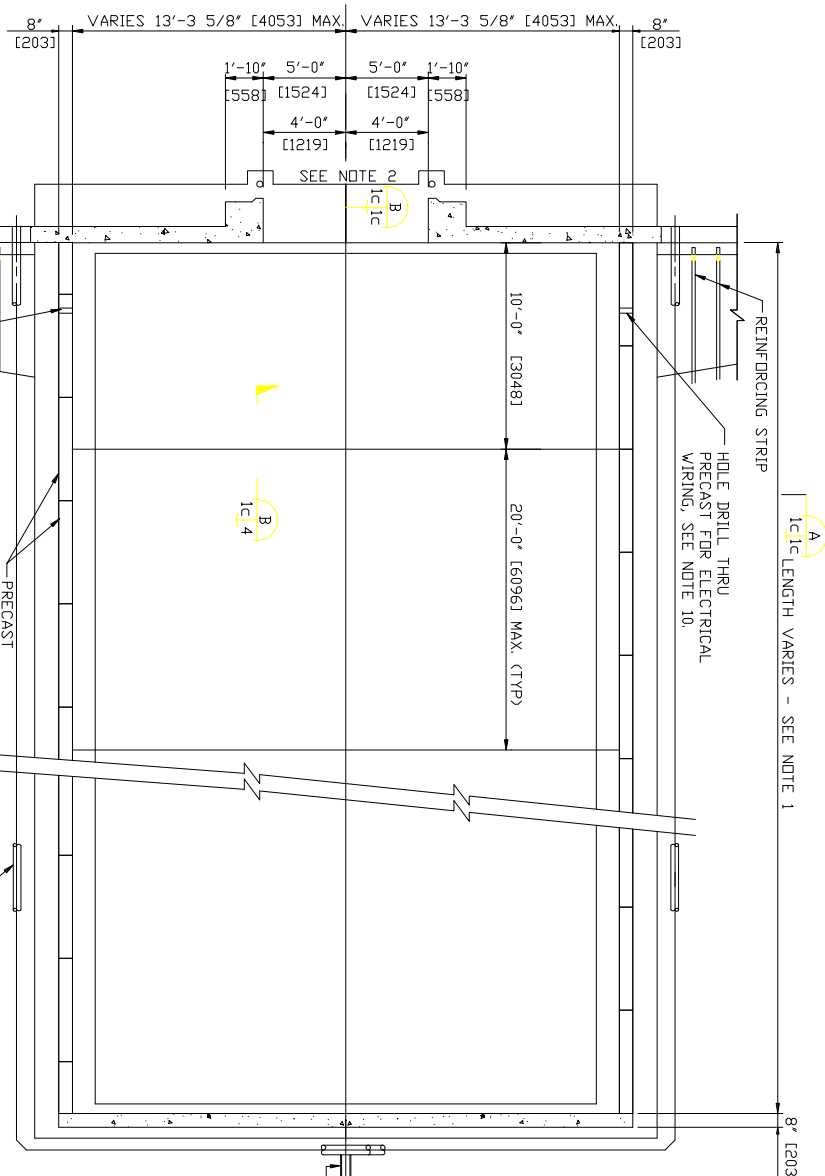 VARIES 13'-3 5/8" [4053] MAX.
VARIES 13'-3 5/8" [4053] MAX.
8"
[203]
8"
[203]
1'-10"
[558]
5'-0"
[1524]
5'-0"
[1524]
1'-10"
[558]
4'-0"
[1219]
4'-0"
[1219]
SEE NOTE 2
B
1c 1c
REINFORCING STRIP
HOLE DRILL THRU
PRECAST FOR ELECTRICAL
WIRING, SEE NOTE 10.
A
1c 1c
LENGTH VARIES - SEE NOTE 1
10'-0" [3048]
20'-0" [6096] MAX. (TYP)
B
1c 4
PRECAST
8" [203